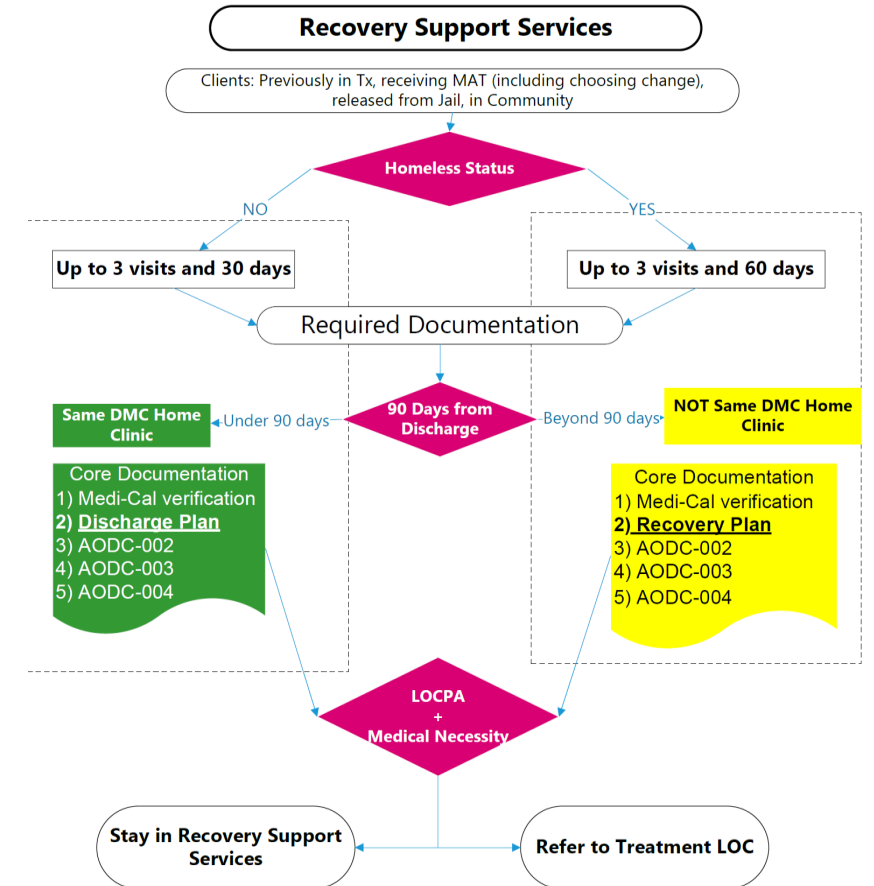 Recovery Support Services
Clients: Previously in Tx, receiving MAT (including choosing change),
released from Jail, in Community
Homeless Status
NO
YES
Up to 3 visits and 30 days
Up to 3 visits and 60 days
Required Documentation
90 Days from
Discharge
Under 90 days
Beyond 90 days
Same DMC Home
Clinic
NOT Same DMC Home
Clinic
Core Documentation
1) Medi-Cal verification
2) Discharge Plan
3) AODC-002
4) AODC-003
5) AODC-004
Core Documentation
1) Medi-Cal verification
2) Recovery Plan
3) AODC-002
4) AODC-003
5) AODC-004
LOCPA
+
Medical Necessity
Stay in Recovery Support
Services
Refer to Treatment LOC